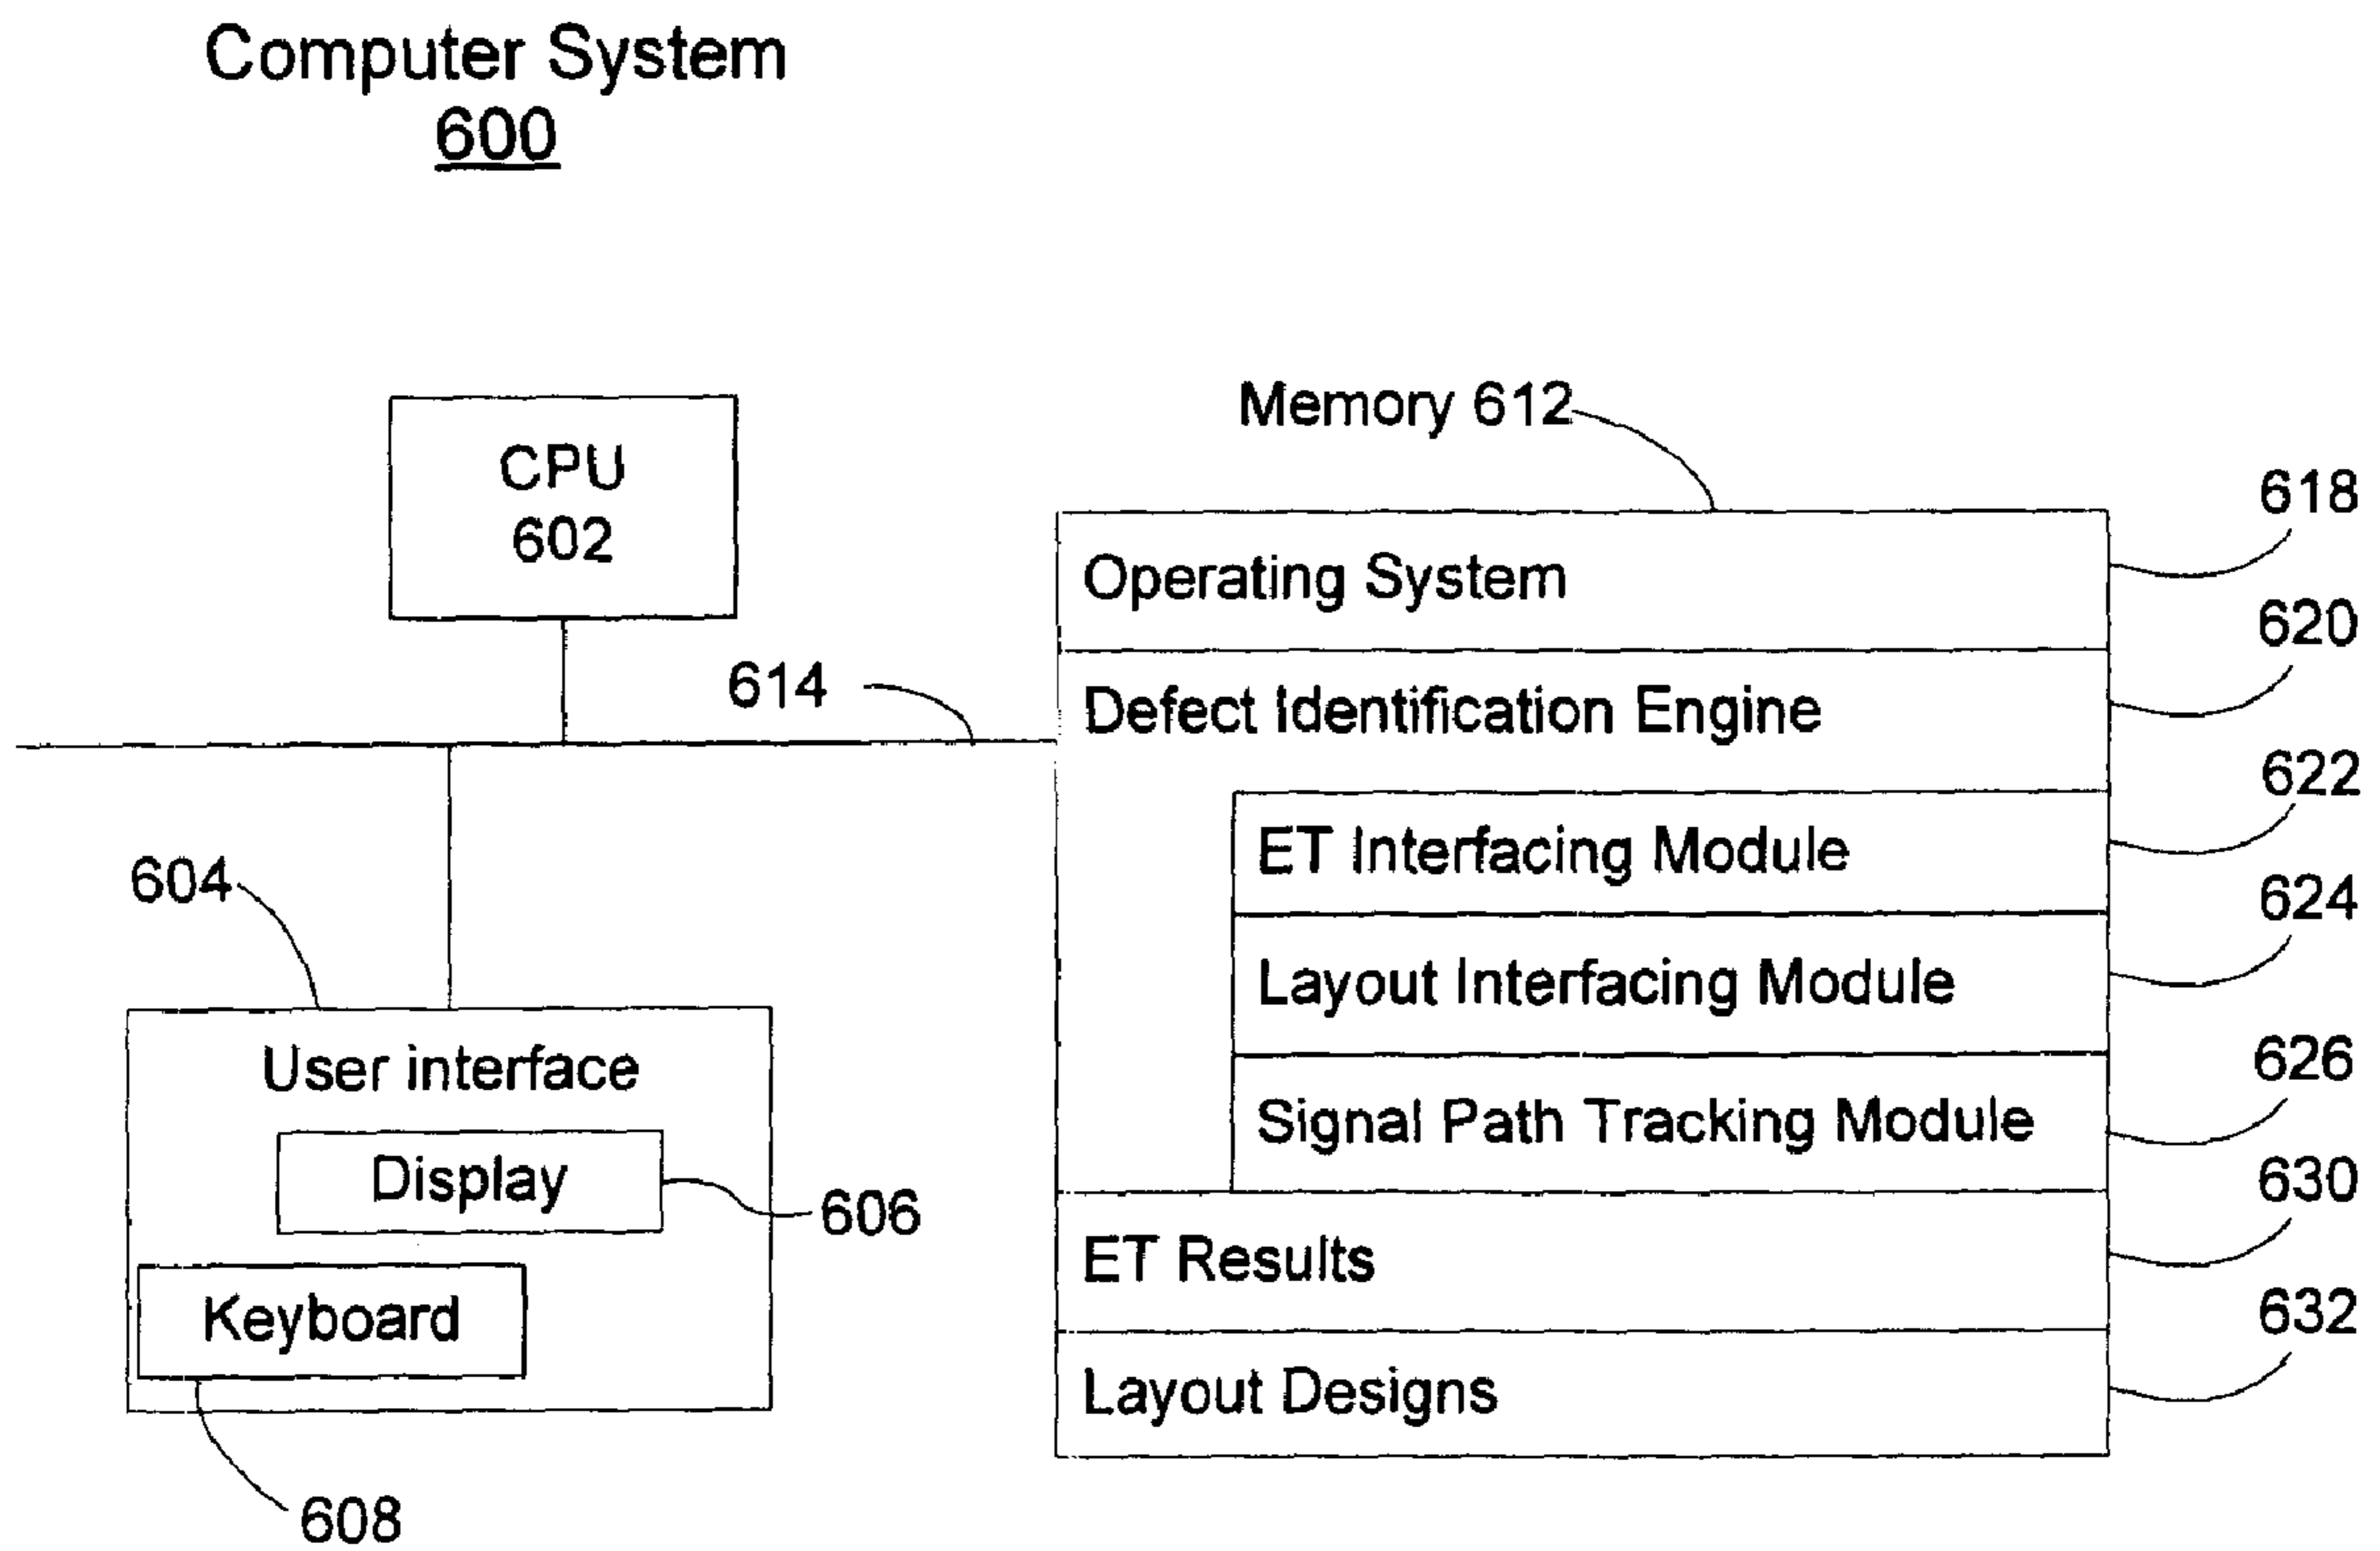 Computer System
600
CPU
602
Memory 612
618
Operating System
620
614
Defect Identification Engine
622
ET Interfacing Module
604
624
Layout Interfacing Module
626
User interface
Signal Path Tracking Module
Display
630
606
ET Results
Keyboard
632
Layout Designs
608